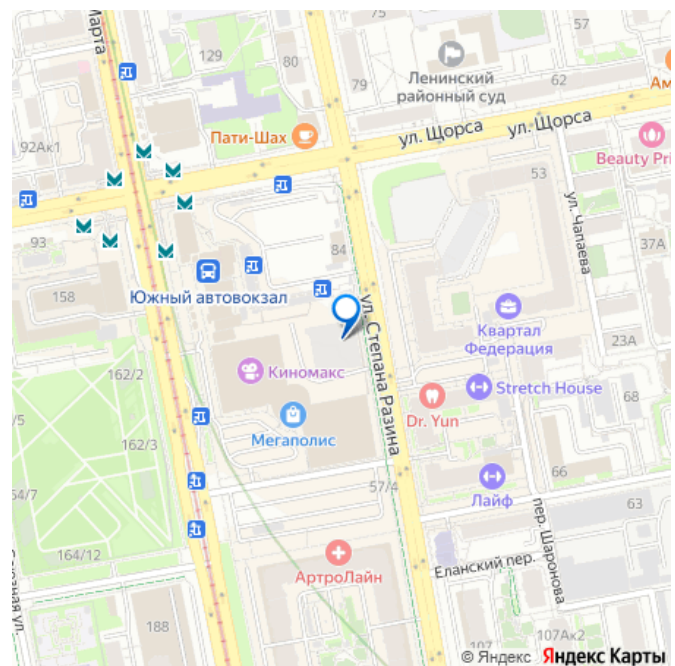 Марта
129
80
75
79
62
Ленинский
районный суд
Пати-Шах
ул. Щорса
ул. Щорса
Ам
92Ак1
Beauty Pri
53
ул. Чапаева
37А
93
84
Южный автовокзал
158
ул. Степана Разина
Квартал
Федерация
23А
162/2
Киномакс
Stretch House
Dr. Yun
/5
162/3
Мегаполис
54/7
57/4
Лайф
66
63
пер. Шаронова
164/12
АртроЛайн
Еланский пер.
ул.
188
107
107Ак2
© Яндекс Яндекс Карты